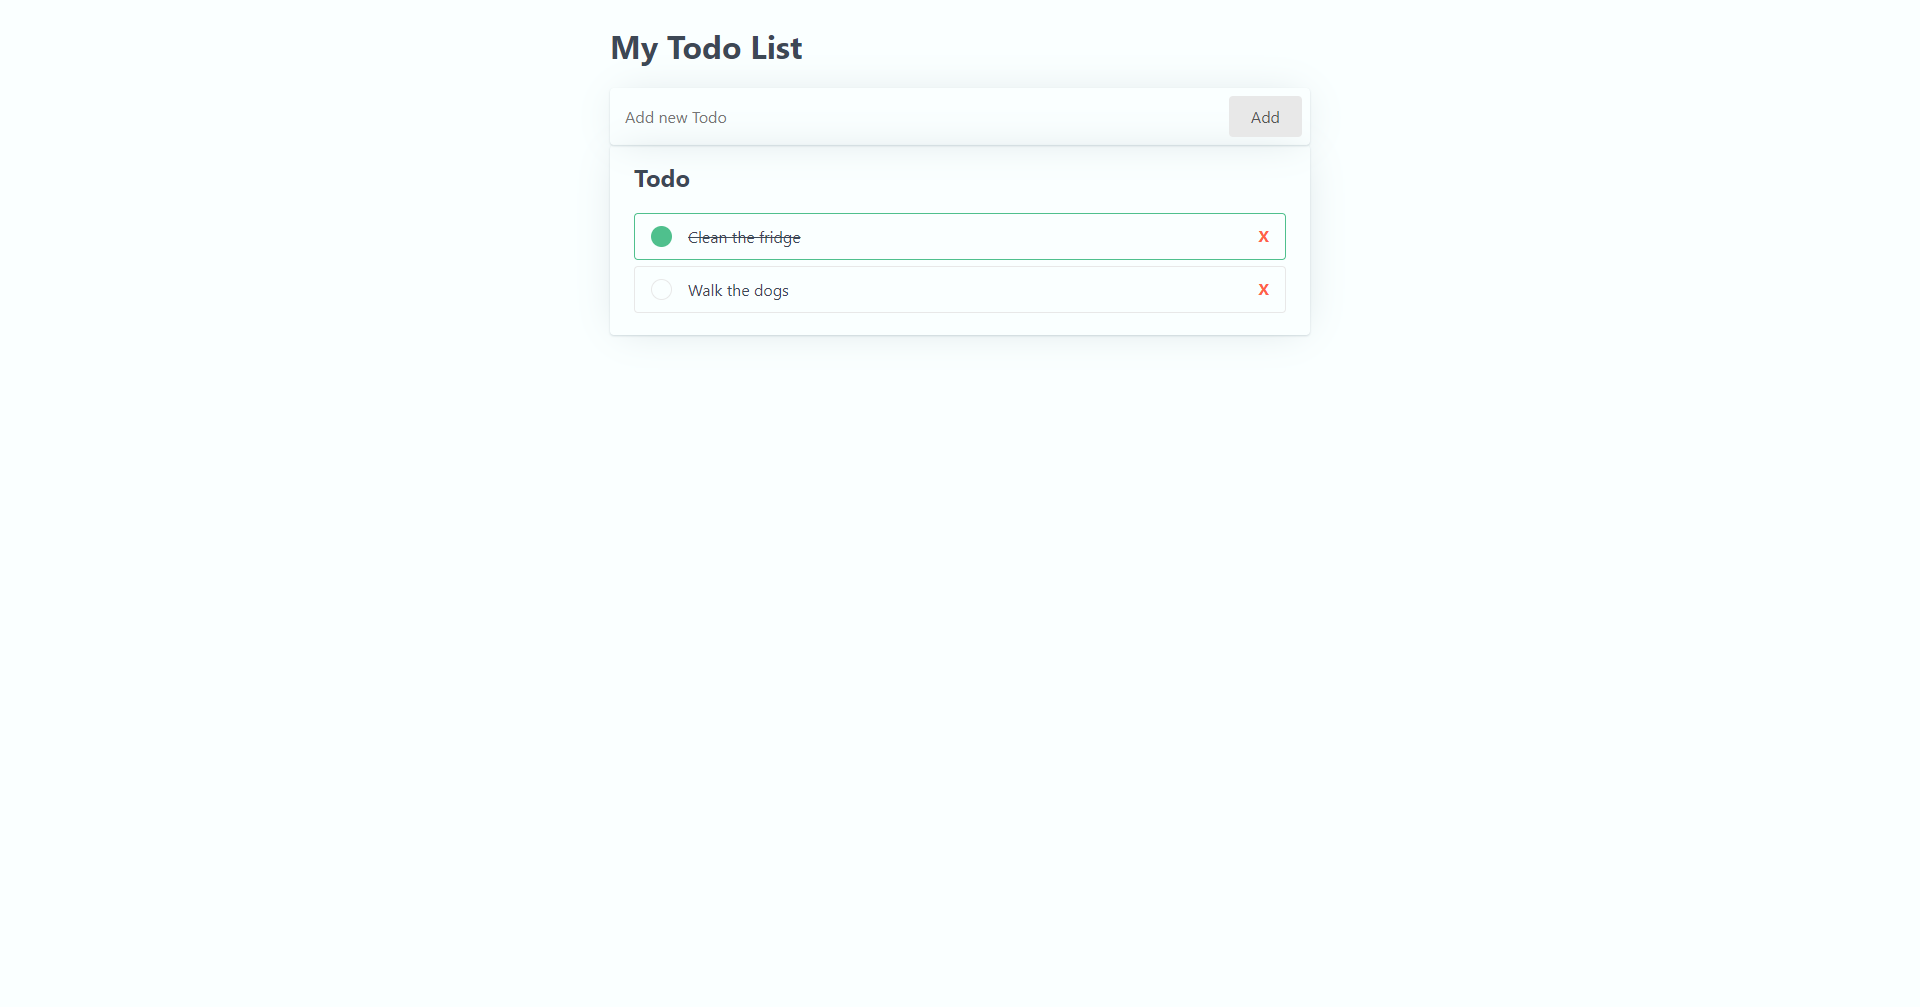 My Todo List
Add new Todo
Add
Todo
Clean the fridge
X
Walk the dogs
X